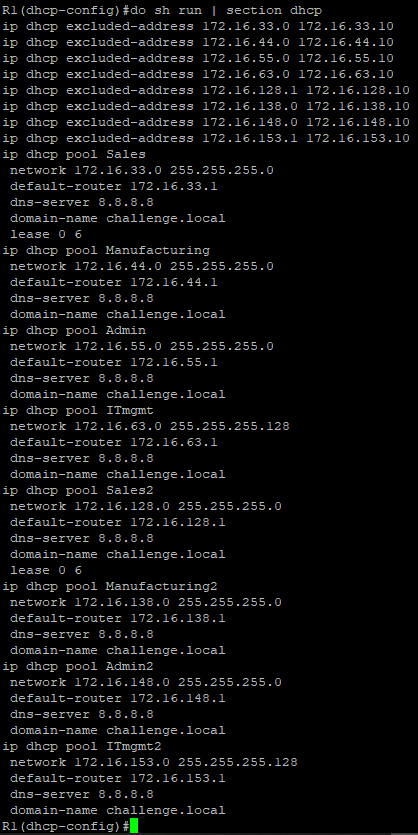 R1(dhcp-config)#do sh run | section dhcp
ip dhcp excluded-address 172.16.33.0 172.16.33.10
ip dhcp excluded-address 172.16.44.0 172.16.44.10
ip dhcp excluded-address 172.16.55.0 172.16.55.10
ip dhcp excluded-address 172.16.63.0 172.16.63.10
ip dhcp excluded-address 172.16.128.1 172.16.128.10
ip dhcp excluded-address 172.16.138.0 172.16.138.10
ip dhcp excluded-address 172.16.148.0 172.16.148.10
ip dhcp excluded-address 172.16.153.1 172.16.153.10
ip dhcp pool Sales
 network 172.16.33.0 255.255.255.0
 default-router 172.16.33.1
 dns-server 8.8.8.8
 domain-name challenge.local
 lease 0 6
ip dhcp pool Manufacturing
 network 172.16.44.0 255.255.255.0
 default-router 172.16.44.1
 dns-server 8.8.8.8
 domain-name challenge.local
ip dhcp pool Admin
 network 172.16.55.0 255.255.255.0
 default-router 172.16.55.1
 dns-server 8.8.8.8
 domain-name challenge.local
ip dhcp pool ITmgmt
 network 172.16.63.0 255.255.255.128
 default-router 172.16.63.1
 dns-server 8.8.8.8
 domain-name challenge.local
ip dhcp pool Sales2
 network 172.16.128.0 255.255.255.0
 default-router 172.16.128.1
 dns-server 8.8.8.8
 domain-name challenge.local
 lease 0 6
ip dhcp pool Manufacturing2
 network 172.16.138.0 255.255.255.0
 default-router 172.16.138.1
 dns-server 8.8.8.8
 domain-name challenge.local
ip dhcp pool Admin2
 network 172.16.148.0 255.255.255.0
 default-router 172.16.148.1
 dns-server 8.8.8.8
 domain-name challenge.local
ip dhcp pool ITmgmt2
 network 172.16.153.0 255.255.255.128
 default-router 172.16.153.1
 dns-server 8.8.8.8
 domain-name challenge.local
R1(dhcp-config)#